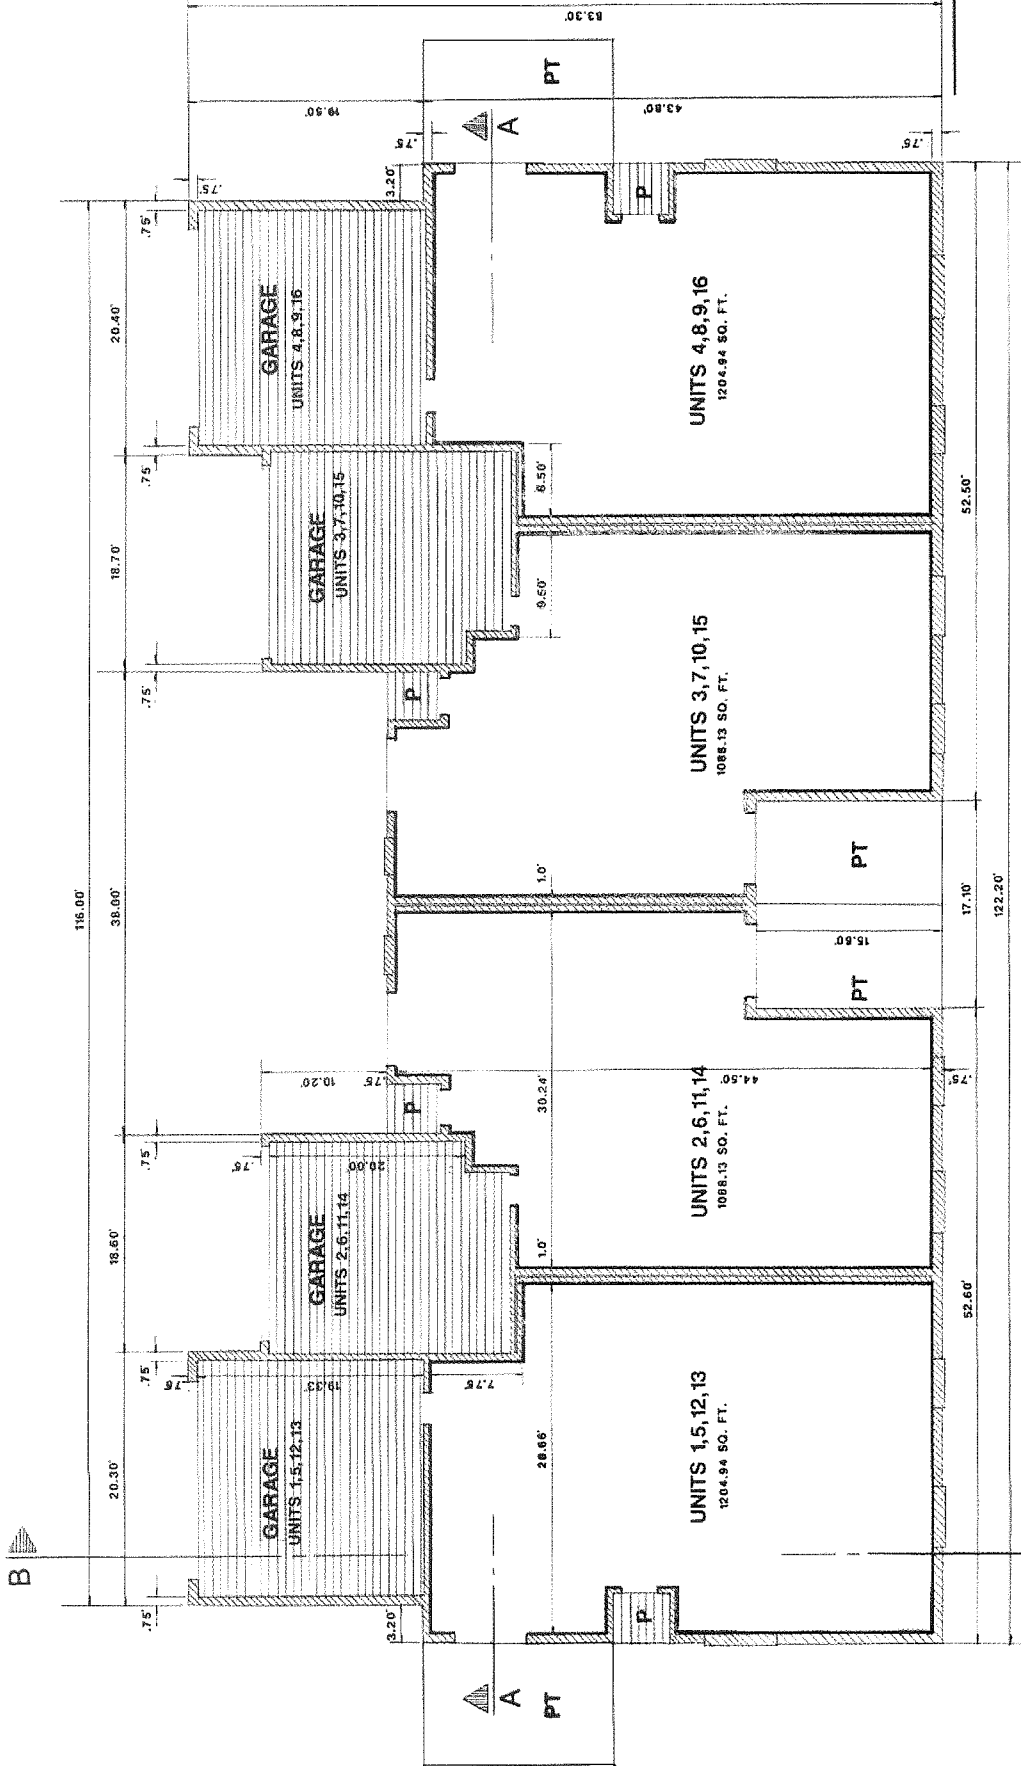 B
116.00'
20.30'
18.60'
38.00'
18.70'
20.40'
.75'
.75'
.75'
.75'
.75'
.75'
.75'
.75'
.75'
3.20'
3.20'
GARAGE
UNITS 1,5,12,13
GARAGE
UNITS 2,6,11,14
GARAGE
UNITS 3,7,10,15
GARAGE
UNITS 4,8,9,16
19.33'
7.75'
20.00'
10.20'
.75'
19.50'
63.30'
43.80'
.75'
.75'
A
A
PT
PT
P
P
P
P
28.66'
1.0'
30.24'
1.0'
9.50'
6.50'
UNITS 1,5,12,13
1204.94 SQ. FT.
UNITS 2,6,11,14
1088.13 SQ. FT.
UNITS 3,7,10,15
1088.13 SQ. FT.
UNITS 4,8,9,16
1204.94 SQ. FT.
44.50'
.75'
15.60'
PT
PT
52.60'
17.10'
52.50'
122.20'